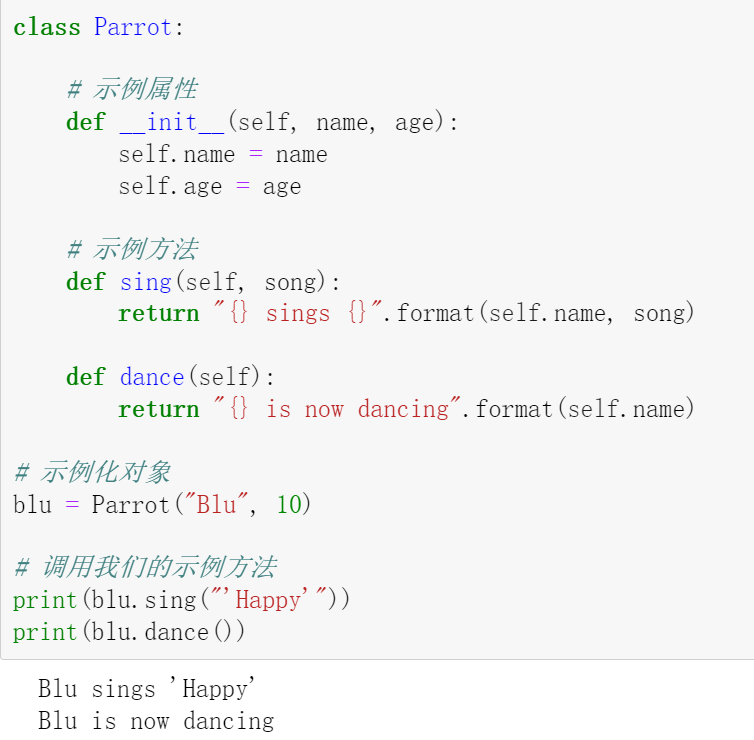 class Parrot:
    # 示例属性
    def __init__(self, name, age):
        self.name = name
        self.age = age
    # 示例方法
    def sing(self, song):
        return "{} sings {}".format(self.name, song)
    def dance(self):
        return "{} is now dancing".format(self.name)
# 示例化对象
blu = Parrot("Blu", 10)
# 调用我们的示例方法
print(blu.sing("'Happy'"))
print(blu.dance())
Blu sings 'Happy'
Blu is now dancing